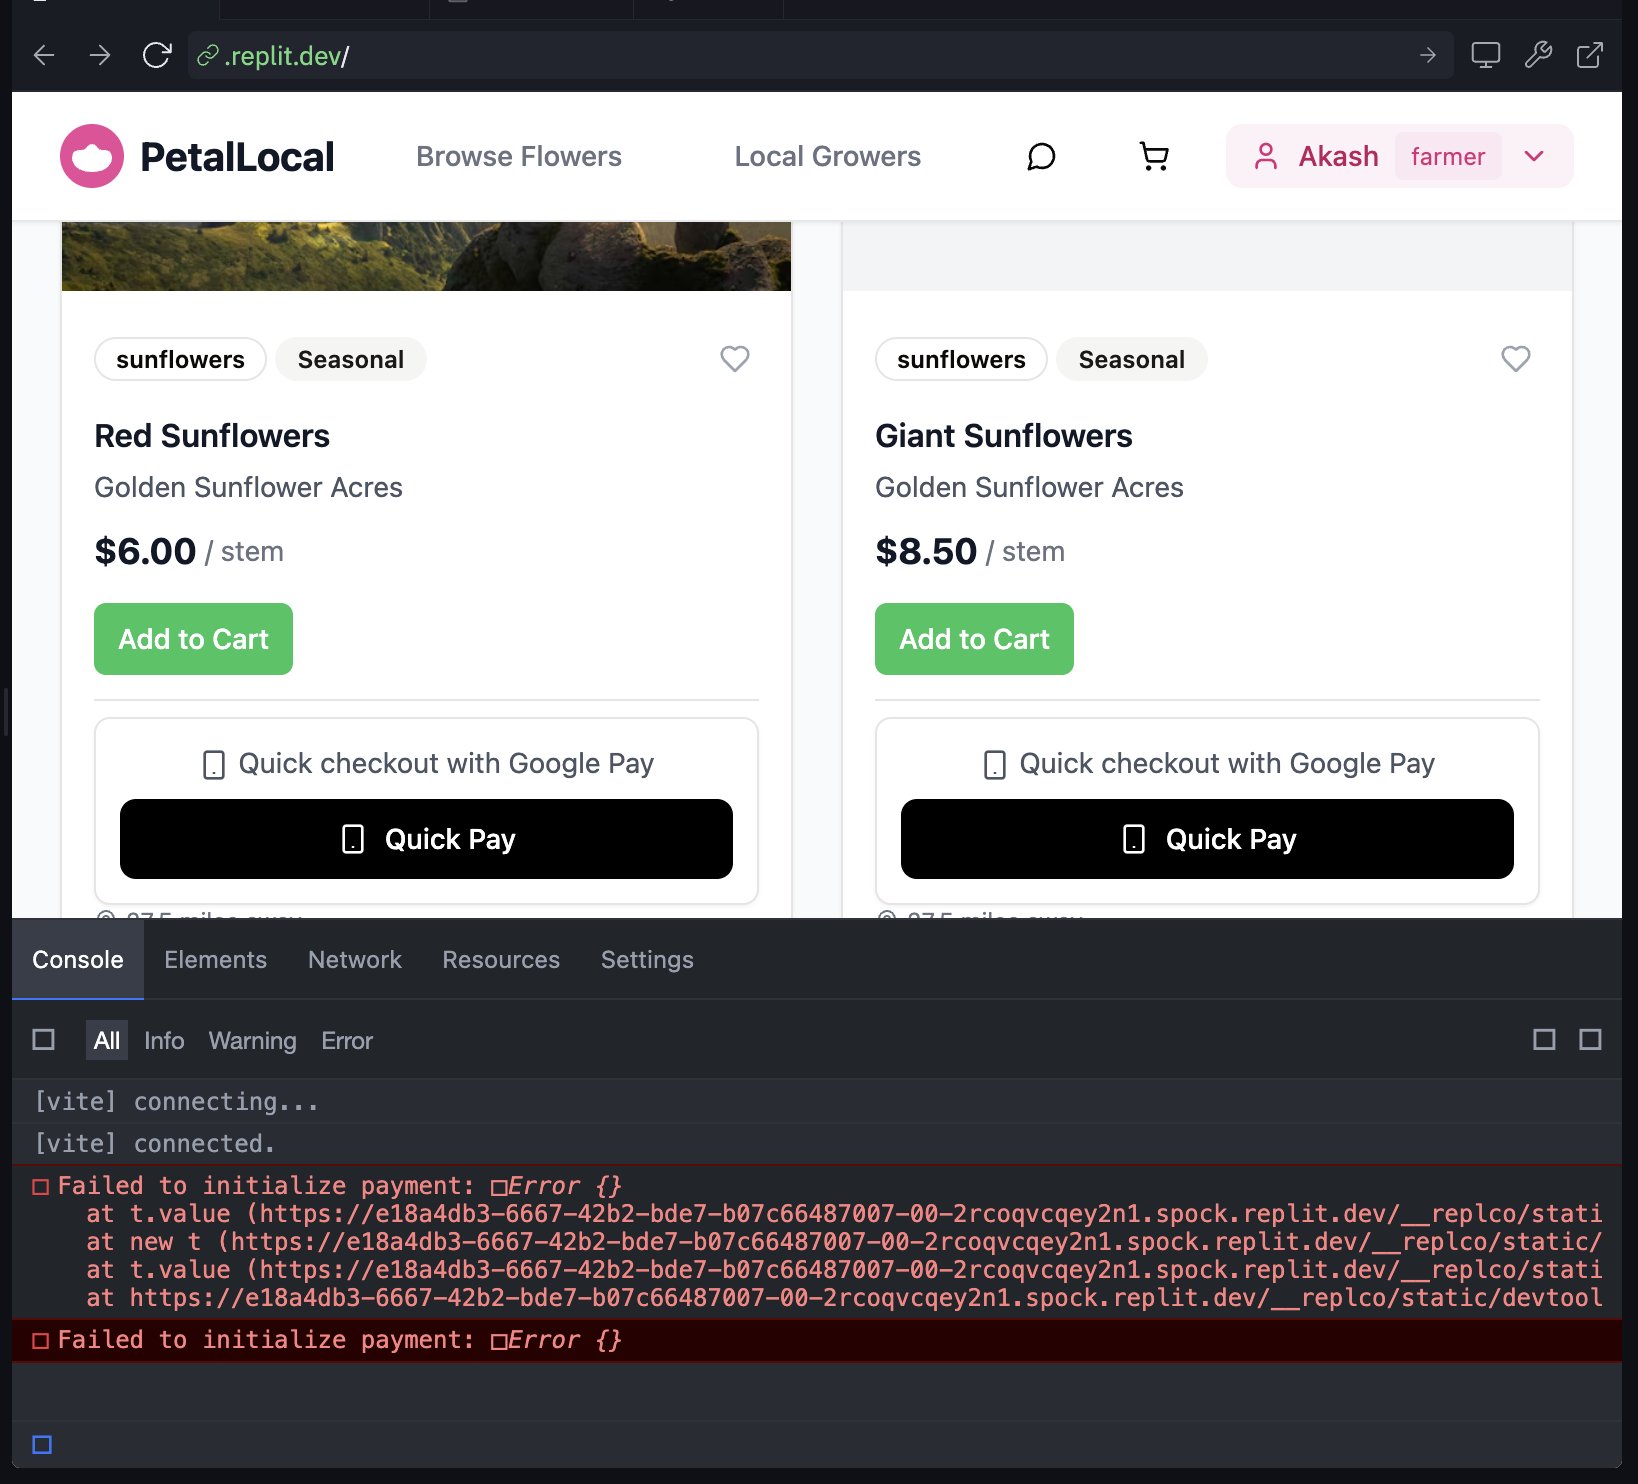 .replit.dev/
PetalLocal
Browse Flowers
Local Growers
Akash
farmer
sunflowers
Seasonal
Red Sunflowers
Golden Sunflower Acres
$6.00 / stem
Add to Cart
Quick checkout with Google Pay
Quick Pay
sunflowers
Seasonal
Giant Sunflowers
Golden Sunflower Acres
$8.50 / stem
Add to Cart
Quick checkout with Google Pay
Quick Pay
Console Elements Network Resources Settings
All Info Warning Error
[vite] connecting...
[vite] connected.
Failed to initialize payment: Error {}
at t.value (https://e18a4db3-6667-42b2-bde7-b07c66487007-00-2rcoqvcqey2n1.spock.replit.dev/__replco/stati
at new t (https://e18a4db3-6667-42b2-bde7-b07c66487007-00-2rcoqvcqey2n1.spock.replit.dev/__replco/static/
at t.value (https://e18a4db3-6667-42b2-bde7-b07c66487007-00-2rcoqvcqey2n1.spock.replit.dev/__replco/stati
at https://e18a4db3-6667-42b2-bde7-b07c66487007-00-2rcoqvcqey2n1.spock.replit.dev/__replco/static/devtool
Failed to initialize payment: Error {}